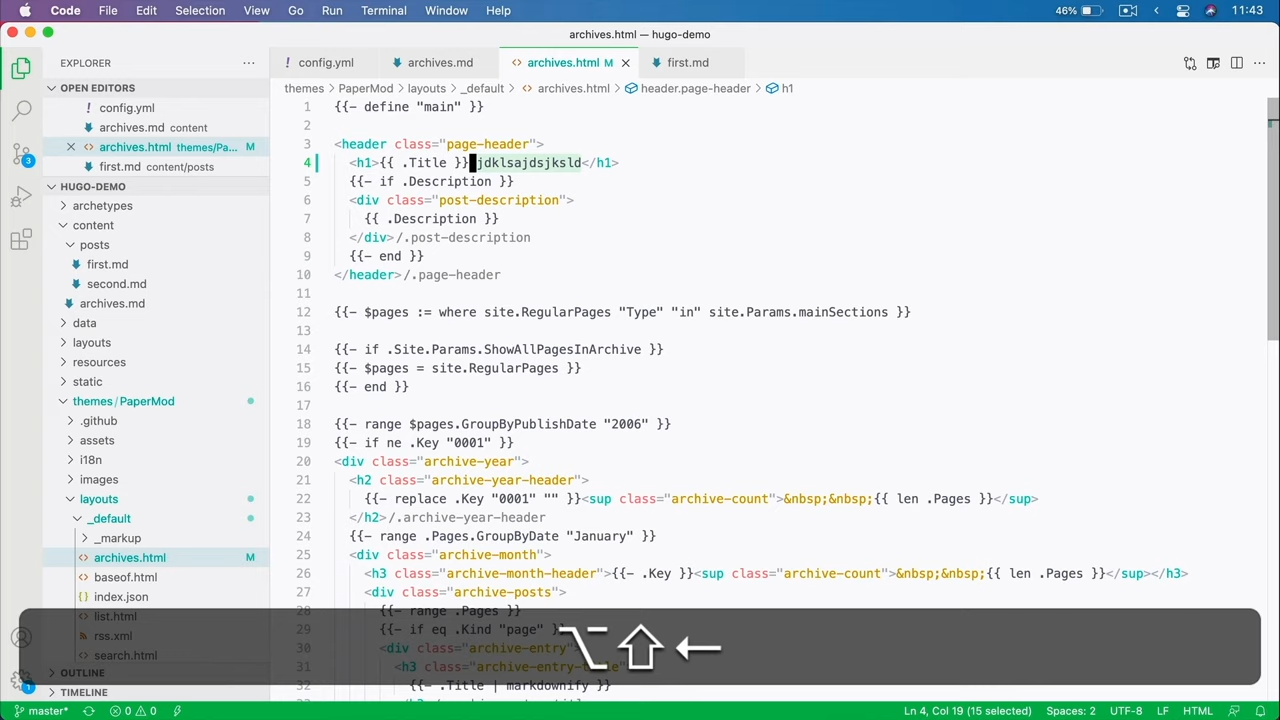 Code File Edit Selection View Go Run Terminal Window Help 46% 11:43
archives.html — hugo-demo
EXPLORER
OPEN EDITORS
config.yml
archives.md content
archives.html themes/Pa... M
first.md content/posts
HUGO-DEMO
archetypes
content
posts
first.md
second.md
archives.md
data
layouts
resources
static
themes/PaperMod
.github
assets
i18n
images
layouts
_default
_markup
archives.html M
baseof.html
index.json
list.html
rss.xml
search.html
OUTLINE
TIMELINE
3
1
! config.yml archives.md archives.html M first.md
themes > PaperMod > layouts > _default > archives.html > header.page-header > h1
1 {{- define "main" }}
2
3 <header class="page-header">
4 <h1>{{ .Title }} jdklsajdsjksld</h1>
5 {{- if .Description }}
6 <div class="post-description">
7 {{ .Description }}
8 </div>/.post-description
9 {{- end }}
10 </header>/.page-header
11
12 {{- $pages := where site.RegularPages "Type" "in" site.Params.mainSections }}
13
14 {{- if .Site.Params.ShowAllPagesInArchive }}
15 {{- $pages = site.RegularPages }}
16 {{- end }}
17
18 {{- range $pages.GroupByPublishDate "2006" }}
19 {{- if ne .Key "0001" }}
20 <div class="archive-year">
21 <h2 class="archive-year-header">
22 {{- replace .Key "0001" "" }}<sup class="archive-count">&nbsp;&nbsp;{{ len .Pages }}</sup>
23 </h2>/.archive-year-header
24 {{- range .Pages.GroupByDate "January" }}
25 <div class="archive-month">
26 <h3 class="archive-month-header">{{- .Key }}<sup class="archive-count">&nbsp;&nbsp;{{ len .Pages }}</sup></h3>
27 <div class="archive-posts">
28 {{- range .Pages }}
29 {{- if eq .Kind "page" }}
30 <div class="archive-entry">
31 <h3 class="archive-entry-title"
32 {{- .Title | markdownify }}
⌥⇧←
master* 3 0 0 Ln 4, Col 19 (15 selected) Spaces: 2 UTF-8 LF HTML